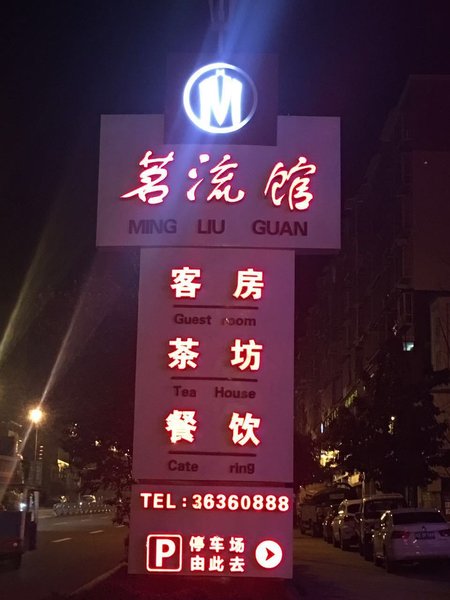 M
茗流馆
MING LIU GUAN
客房
Guest room
茶坊
Tea House
餐饮
Cate ring
TEL：36360888
P 停车场
由此去